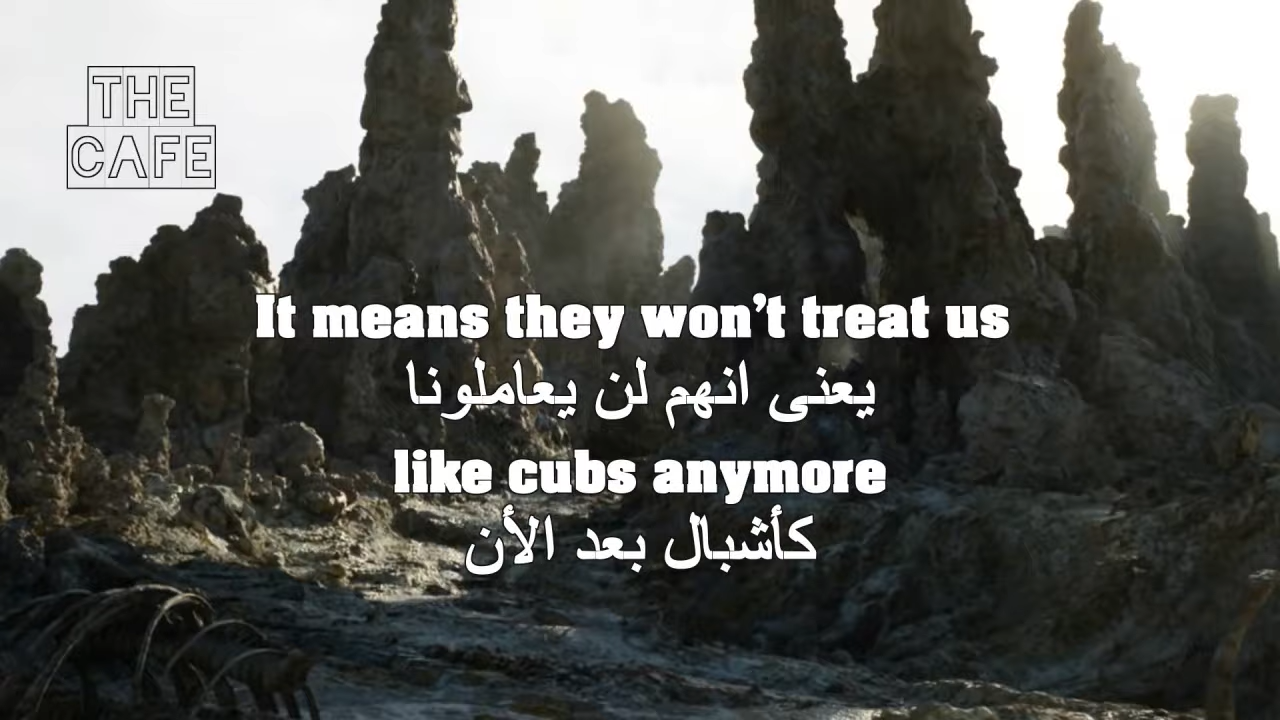 THE
CAFE
It means they won't treat us
يعنى انهم لن يعاملونا
like cubs anymore
كأشبال بعد الأن